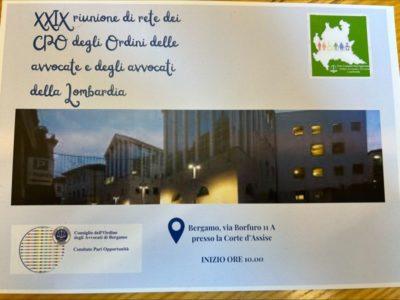 XXIX riunione di rete dei
CPO degli Ordini delle
avvocate e degli avvocati
della Lombardia
Consiglio dell'Ordine
degli Avvocati di Bergamo
Comitato Pari Opportunità
Bergamo, via Borfuro 11 A
presso la Corte d'Assise
INIZIO ORE 10.00